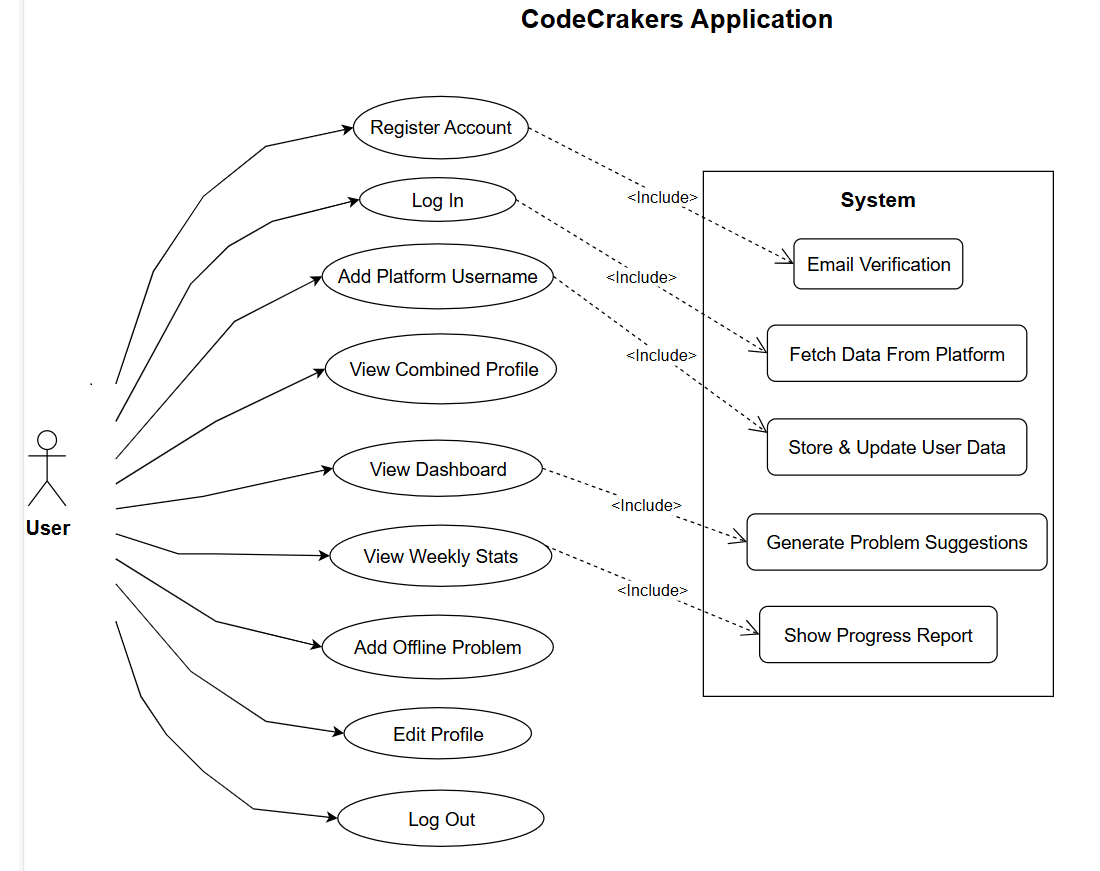 CodeCrakers Application
Register Account
<Include>
System
Log In
Email Verification
Add Platform Username
<Include>
Fetch Data From Platform
<Include>
View Combined Profile
Store & Update User Data
View Dashboard
<Include>
User
Generate Problem Suggestions
View Weekly Stats
<Include>
Show Progress Report
Add Offline Problem
Edit Profile
Log Out